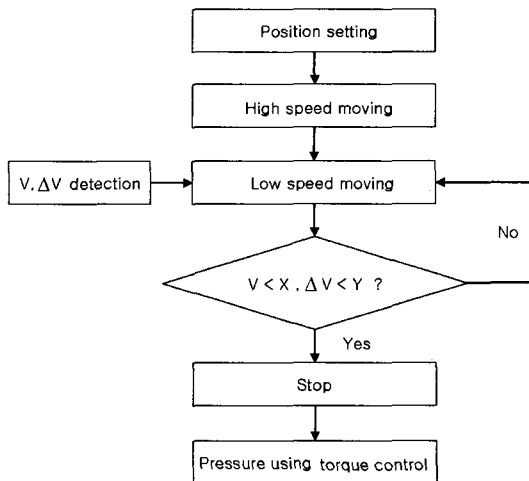 Position setting
High speed moving
V, ΔV detection
Low speed moving
No
V < X , ΔV < Y ?
Yes
Stop
Pressure using torque control